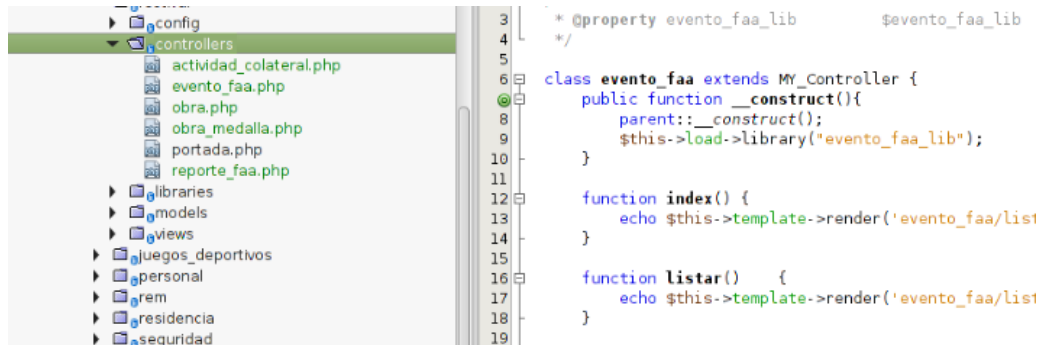 config
controllers
actividad_colateral.php
evento_faa.php
obra.php
obra_medalla.php
portada.php
reporte_faa.php
libraries
models
views
juegos_deportivos
personal
rem
residencia
seguridad
3 * @property evento_faa_lib $evento_faa_lib
4 */
5
6 class evento_faa extends MY_Controller {
public function __construct(){
8 parent::__construct();
9 $this->load->library("evento_faa_lib");
10 }
11
12 function index() {
13 echo $this->template->render('evento_faa/list
14 }
15
16 function listar() {
17 echo $this->template->render('evento_faa/list
18 }
19